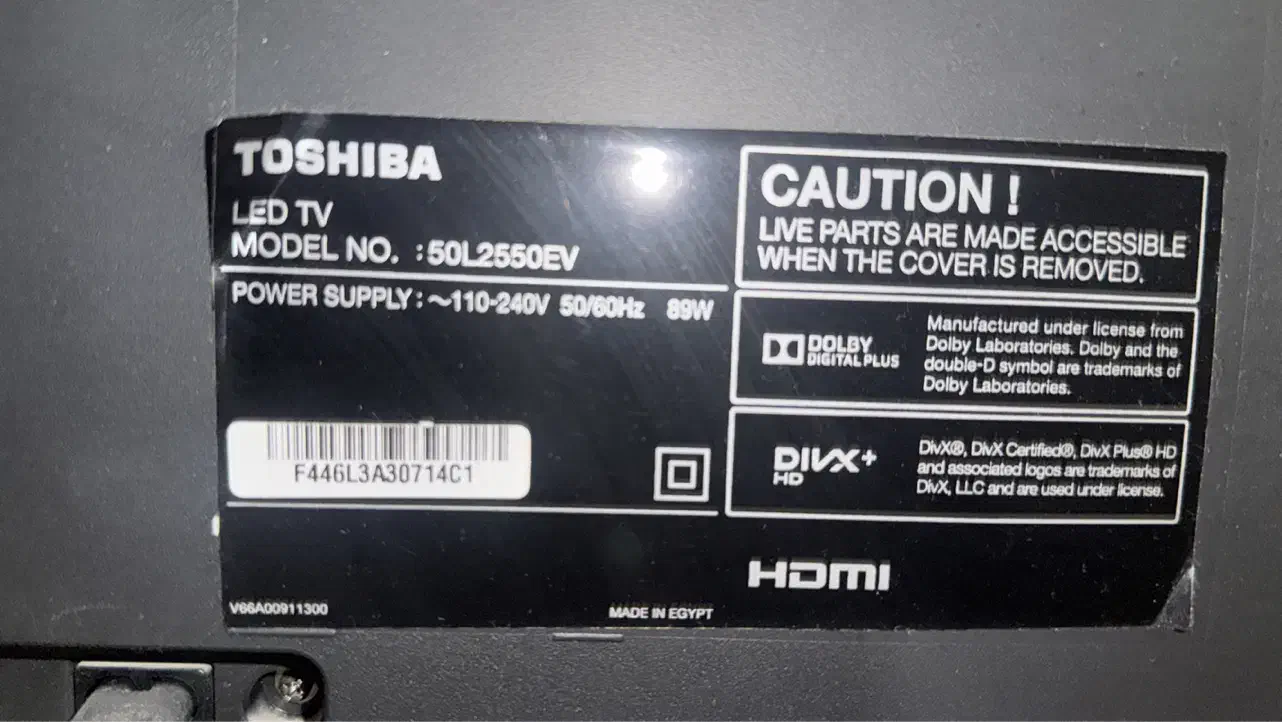 TOSHIBA
LED TV
MODEL NO. : 50L2550EV
POWER SUPPLY : ~110-240V 50/60Hz 89W
F446L3A30714C1
V66A00911300
MADE IN EGYPT
CAUTION !
LIVE PARTS ARE MADE ACCESSIBLE
WHEN THE COVER IS REMOVED.
DOLBY
DIGITAL PLUS
Manufactured under license from
Dolby Laboratories. Dolby and the
double-D symbol are trademarks of
Dolby Laboratories.
DIVX+
HD
DivX®, DivX Certified®, DivX Plus® HD
and associated logos are trademarks of
DivX, LLC and are used under license.
HDMI